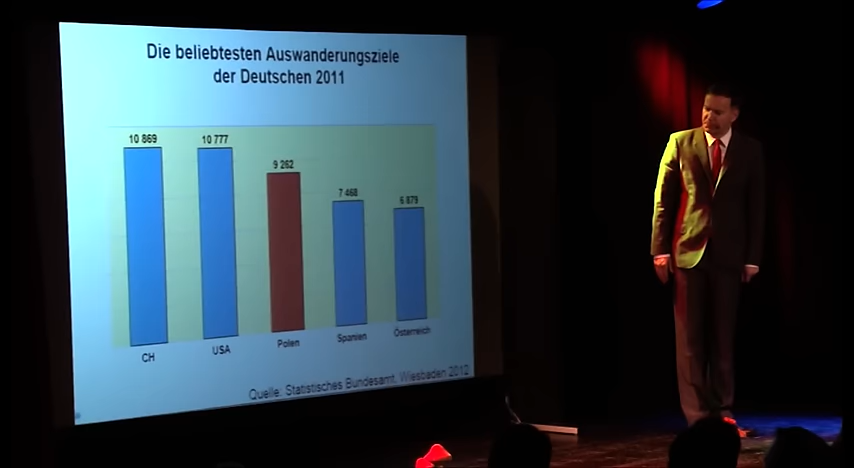 Die beliebtesten Auswanderungsziele
der Deutschen 2011
10 869
10 777
9 262
7 468
6 879
CH
USA
Polen
Spanien
Österreich
Quelle: Statistisches Bundesamt, Wiesbaden 2012